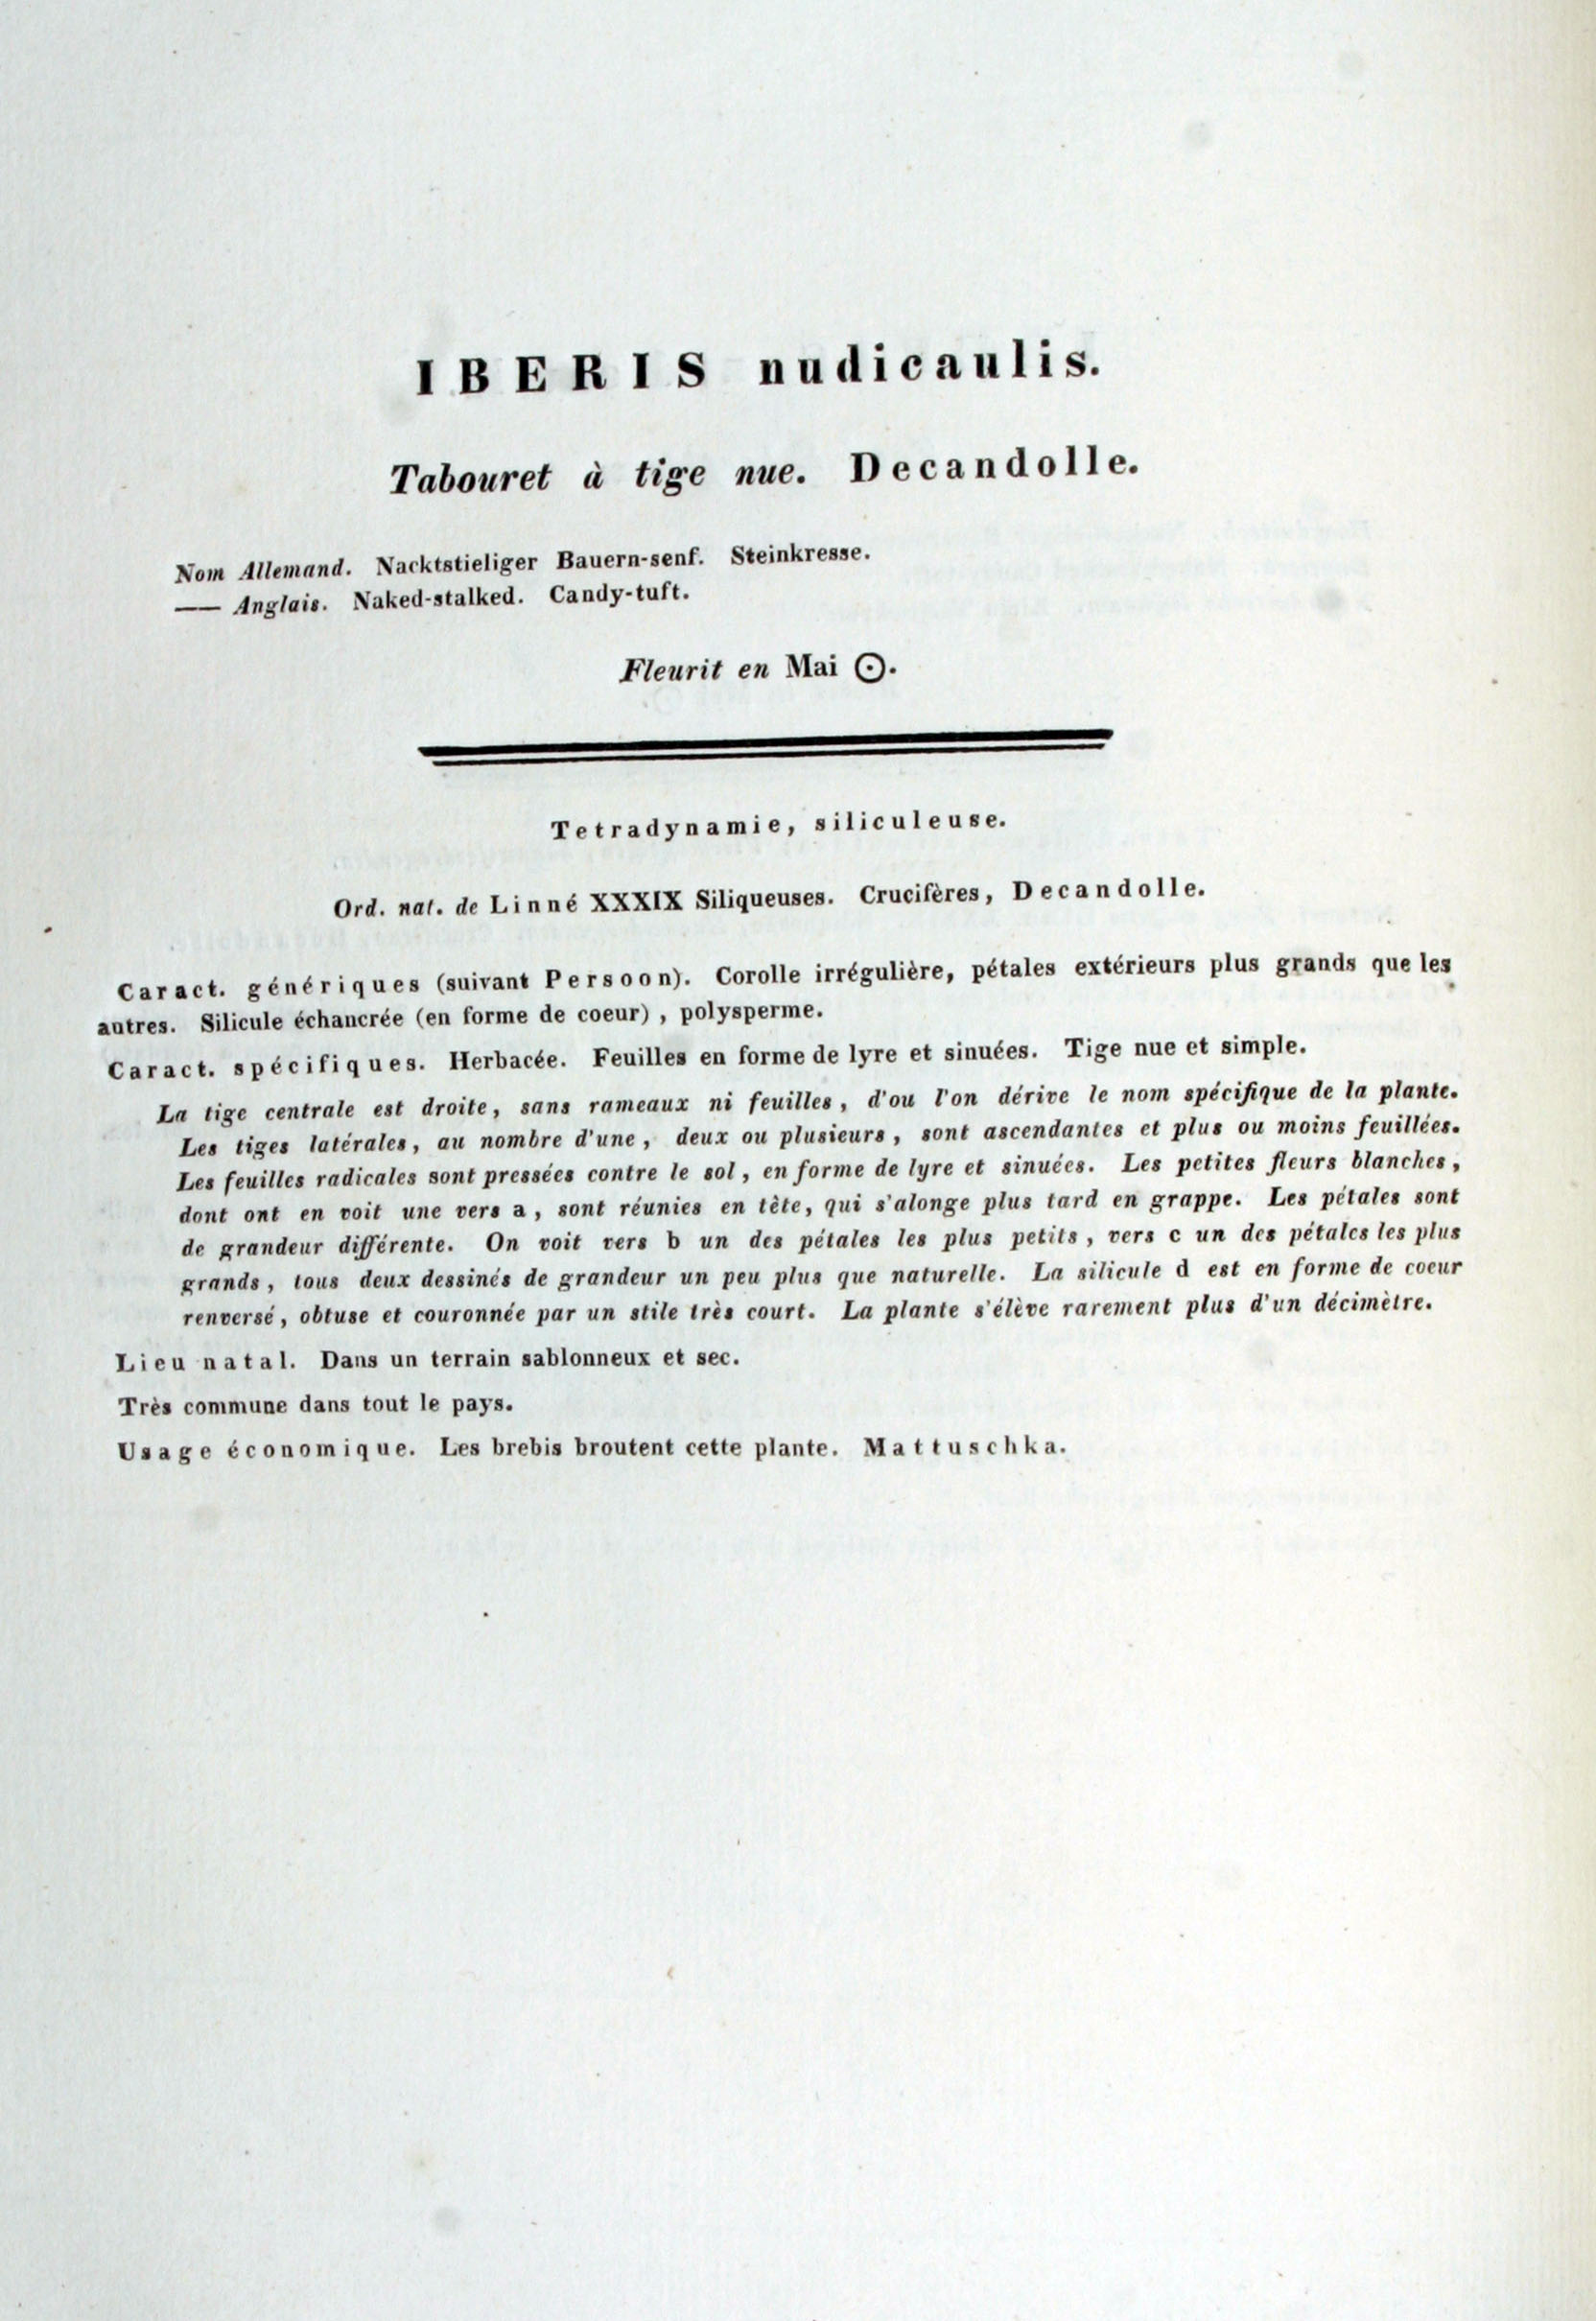 IBERIS nudicaulis.
Tabouret à tige nue. Decandolle.
Nom Allemand. Nacktstieliger Bauern-senf. Steinkresse.
—— Anglais. Naked-stalked. Candy-tuft.
Fleurit en Mai ⊙.
Tetradynamie, siliculeuse.
Ord. nat. de Linné XXXIX Siliqueuses. Crucifères, Decandolle.
Caract. génériques (suivant Persoon). Corolle irrégulière, pétales extérieurs plus grands que les
autres. Silicule échancrée (en forme de coeur), polysperme.
Caract. spécifiques. Herbacée. Feuilles en forme de lyre et sinuées. Tige nue et simple.
La tige centrale est droite, sans rameaux ni feuilles, d'ou l'on dérive le nom spécifique de la plante.
Les tiges latérales, au nombre d'une, deux ou plusieurs, sont ascendantes et plus ou moins feuillées.
Les feuilles radicales sont pressées contre le sol, en forme de lyre et sinuées. Les petites fleurs blanches,
dont ont en voit une vers a, sont réunies en tête, qui s'alonge plus tard en grappe. Les pétales sont
de grandeur différente. On voit vers b un des pétales les plus petits, vers c un des pétales les plus
grands, tous deux dessinés de grandeur un peu plus que naturelle. La silicule d est en forme de coeur
renversé, obtuse et couronnée par un stile très court. La plante s'élève rarement plus d'un décimètre.
Lieu natal. Dans un terrain sablonneux et sec.
Très commune dans tout le pays.
Usage économique. Les brebis broutent cette plante. Mattuschka.